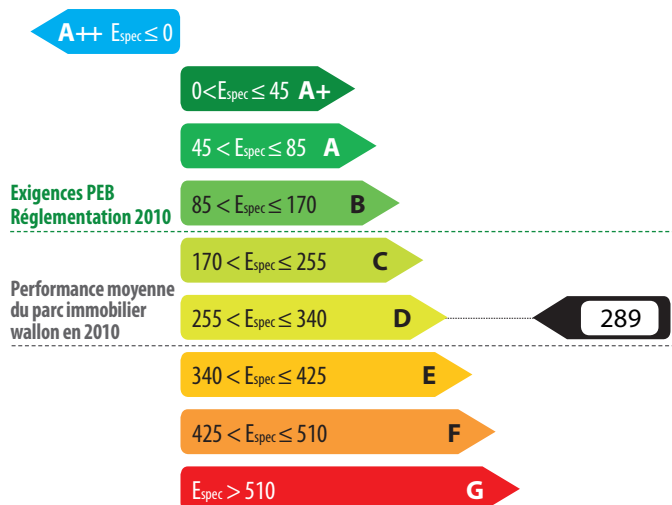 A++ Espec ≤ 0
0<Espec ≤ 45 A+
45 < Espec ≤ 85 A
Exigences PEB
Réglementation 2010
85 < Espec ≤ 170 B
170 < Espec ≤ 255 C
Performance moyenne
du parc immobilier
wallon en 2010
255 < Espec ≤ 340 D
289
340 < Espec ≤ 425 E
425 < Espec ≤ 510 F
Espec > 510 G